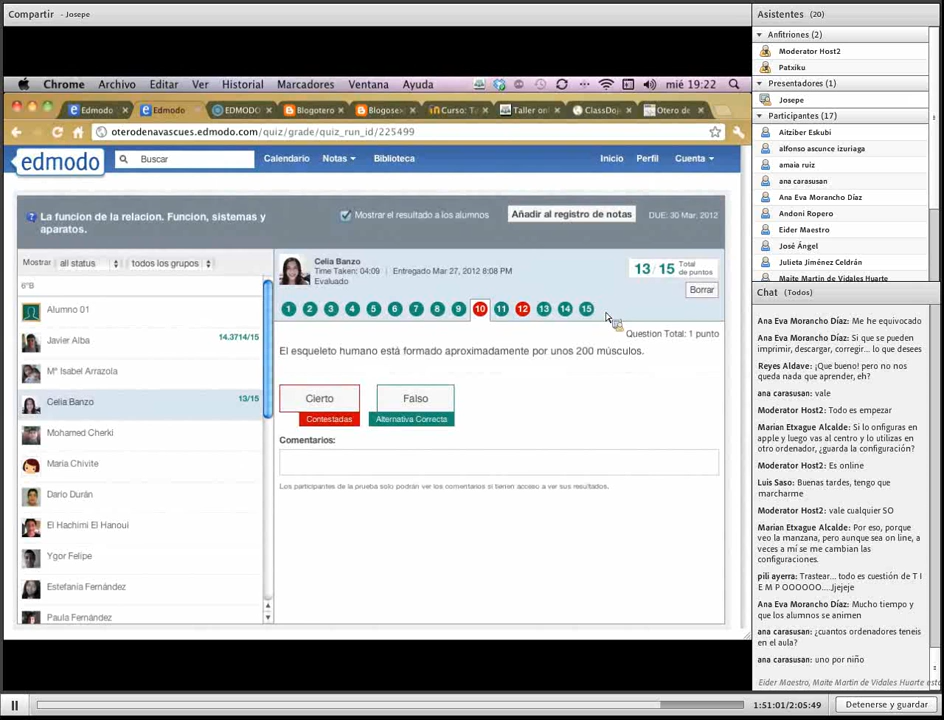 Compartir - Josepe
Chrome Archivo Editar Ver Historial Marcadores Ventana Ayuda mié 19:22
Edmodo Edmodo EDMODO Blogotero Blogosex Curso: T Taller on ClassDoj Otero de
oterodenavascues.edmodo.com/quiz/grade/quiz_run_id/225499
edmodo Buscar Calendario Notas Biblioteca Inicio Perfil Cuenta
La funcion de la relacion. Funcion, sistemas y
aparatos.
Mostrar el resultado a los alumnos
Añadir al registro de notas
DUE: 30 Mar, 2012
Mostrar all status todos los grupos
6ºB
Alumno 01
Javier Alba 14.3714/15
Mª Isabel Arrazola
Celia Banzo 13/15
Mohamed Cherki
Maria Chivite
Dario Durán
El Hachimi El Hanoui
Ygor Felipe
Estefania Fernández
Paula Fernández
Celia Banzo
Time Taken: 04:09 | Entregado Mar 27, 2012 8:08 PM
Evaluado
13/15 Total
de puntos
Borrar
1 2 3 4 5 6 7 8 9 10 11 12 13 14 15
Question Total: 1 punto
El esqueleto humano está formado aproximadamente por unos 200 músculos.
Cierto Falso
Contestadas Alternativa Correcta
Comentarios:
Los participantes de la prueba solo podrán ver los comentarios si tienen acceso a ver sus resultados.
Asistentes (20)
Anfitriones (2)
Moderator Host2
Patxiku
Presentadores (1)
Josepe
Participantes (17)
Aitziber Eskubi
alfonso ascunce izuriaga
amaia ruiz
ana carasusan
Ana Eva Morancho Díaz
Andoni Ropero
Eider Maestro
José Ángel
Julieta Jiménez Celdrán
Maite Martin de Vidales Huarte
Chat (Todos)
Ana Eva Morancho Díaz: Me he equivocado
Ana Eva Morancho Díaz: Si que se pueden
imprimir, descargar, corregir... lo que desees
Reyes Aldave: ¡Que bueno! pero no nos
queda nada que aprender, eh?
ana carasusan: vale
Moderator Host2: Todo es empezar
Marian Etxague Alcalde: Si lo onfiguras en
apple y luego vas al centro y lo utilizas en
otro ordenador, ¿guarda la configuración?
Moderator Host2: Es online
Luis Saso: Buenas tardes, tengo que
marcharme
Moderator Host2: vale cualquier SO
Marian Etxague Alcalde: Por eso, porque
veo la manzana, pero aunque sea on line, a
veces a mí se me cambian las
configuraciones.
pili ayerra: Trastear... todo es cuestión de T I
E M P O OOOOO....Jjejeje
Ana Eva Morancho Díaz: Mucho tiempo y
que los alumnos se animen
ana carasusan: ¿cuantos ordenadores teneis
en el aula?
ana carasusan: uno por niño
Eider Maestro, Maite Martin de Vidales Huarte est
1:51:01/2:05:49
Detenerse y guardar